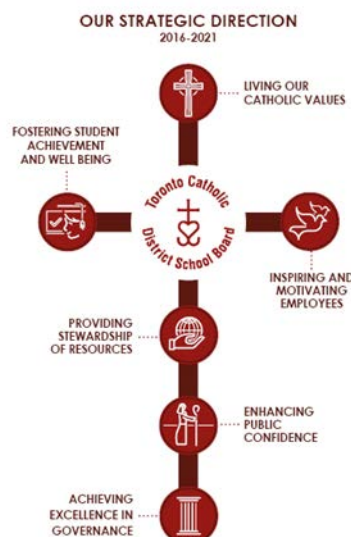 OUR STRATEGIC DIRECTION
2016-2021
LIVING OUR
CATHOLIC VALUES
FOSTERING STUDENT
ACHIEVEMENT
AND WELL BEING
Toronto Catholic
District School Board
INSPIRING AND
MOTIVATING
EMPLOYEES
PROVIDING
STEWARDSHIP
OF RESOURCES
ENHANCING
PUBLIC
CONFIDENCE
ACHIEVING
EXCELLENCE IN
GOVERNANCE